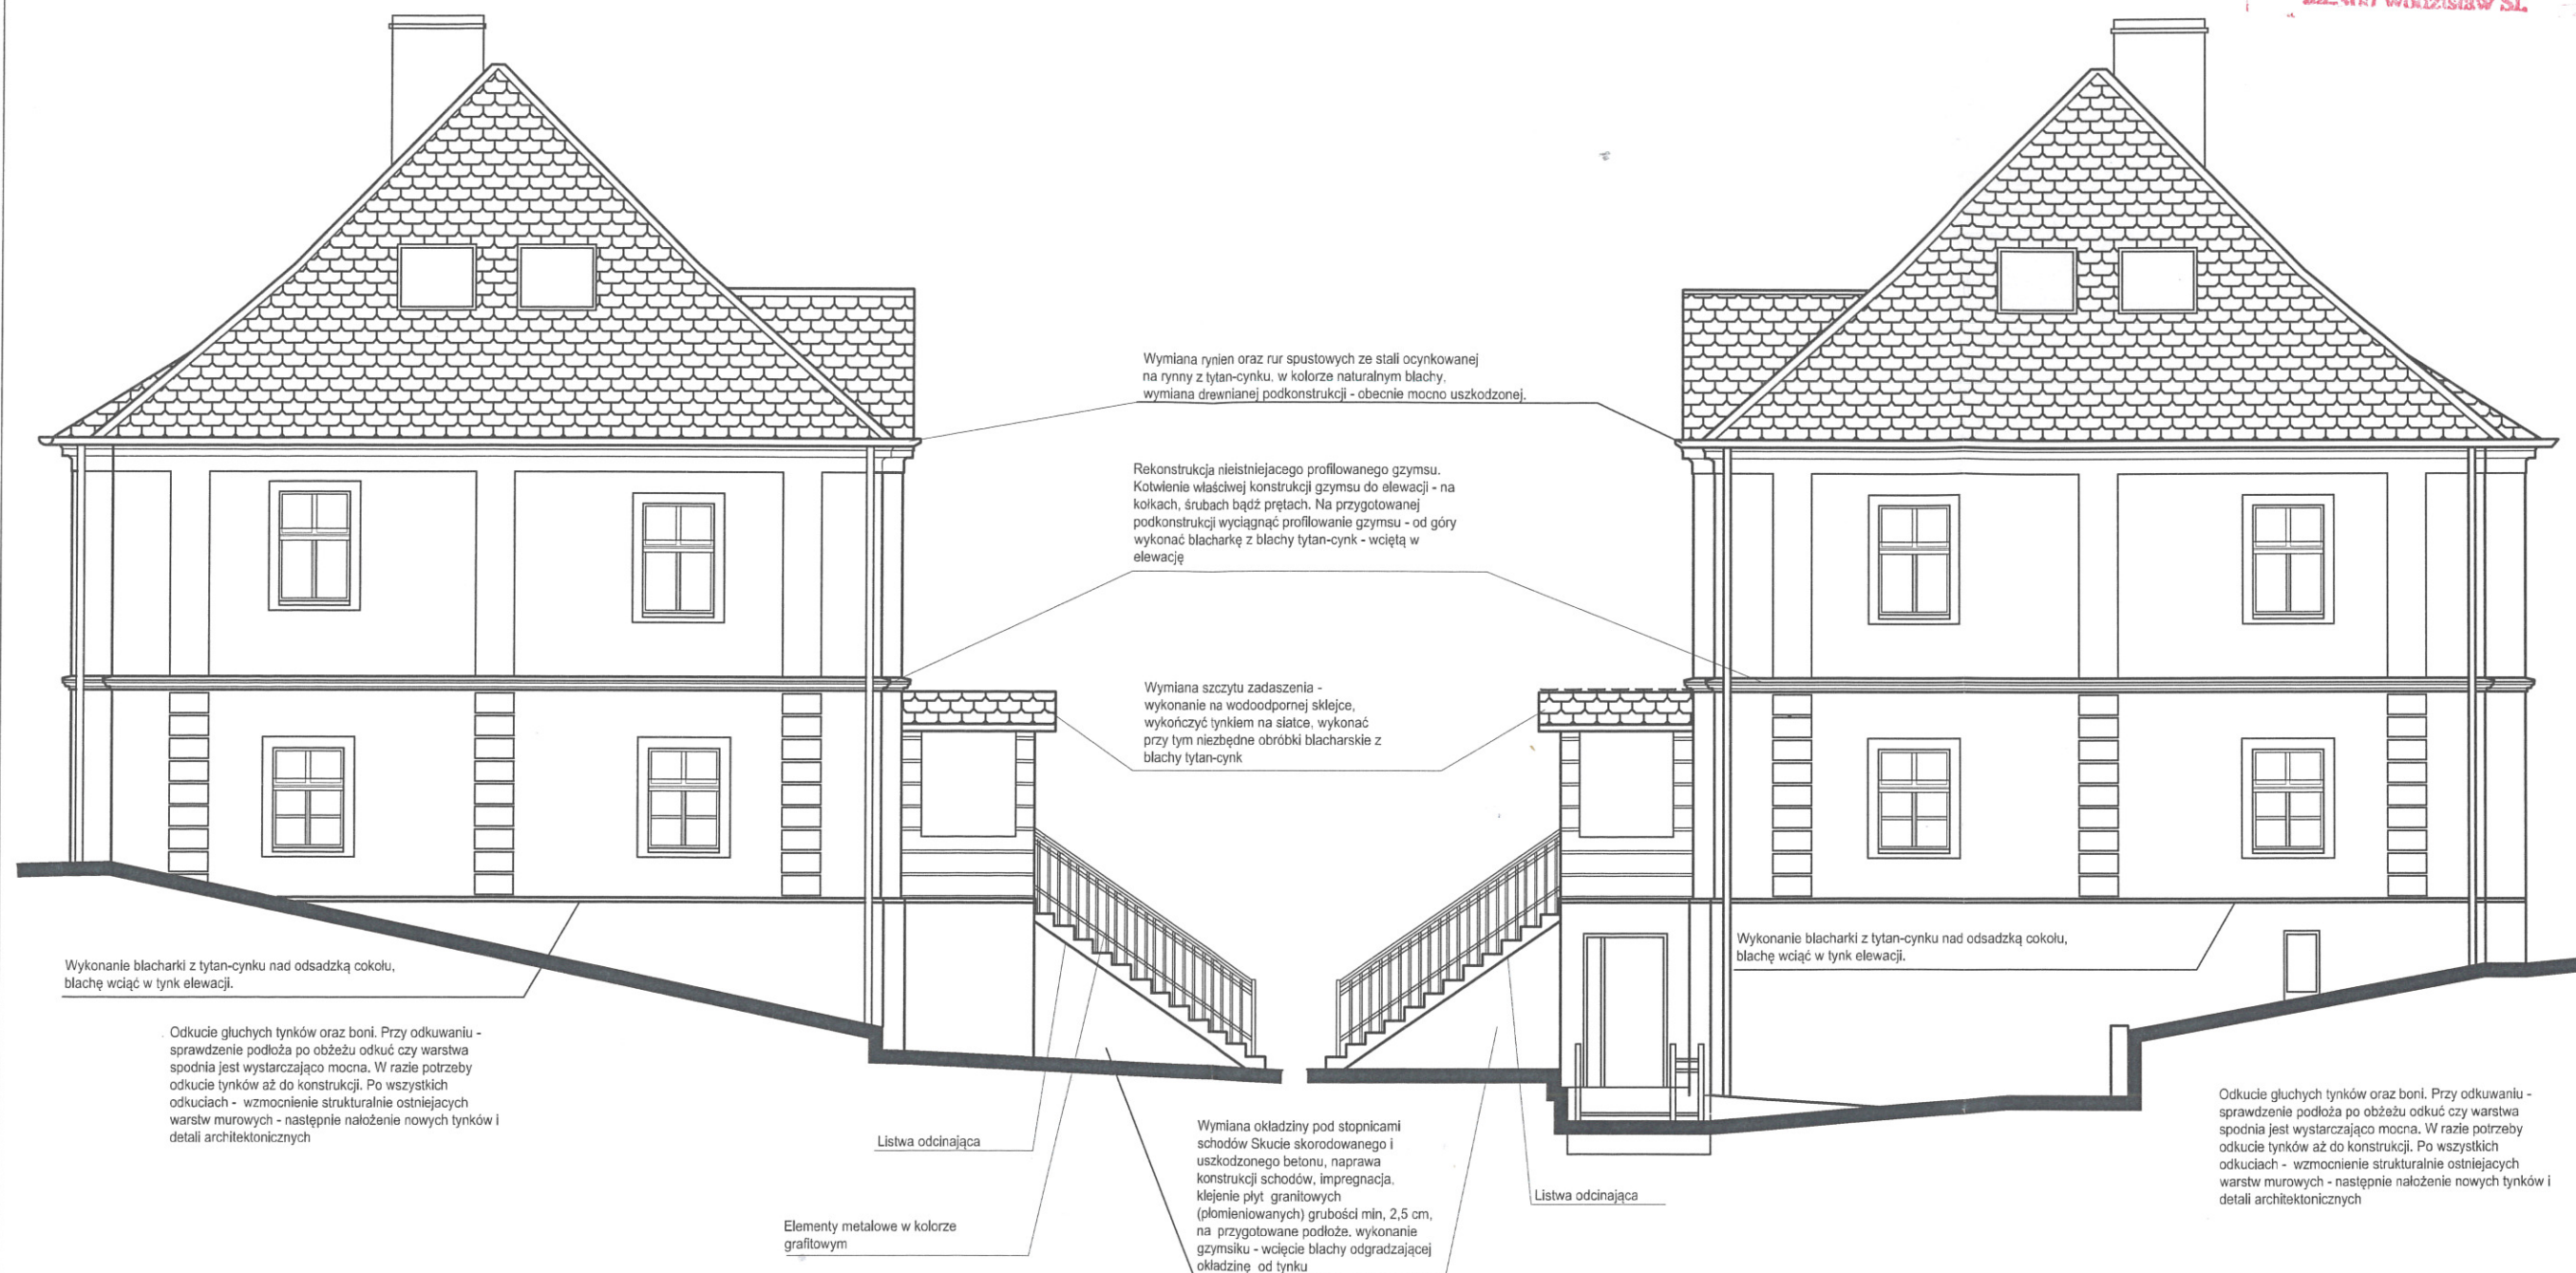 Wodzisław Śl.
Wymiana rynien oraz rur spustowych ze stali ocynkowanej
na rynny z tytan-cynku, w kolorze naturalnym blachy,
wymiana drewnianej podkonstrukcji - obecnie mocno uszkodzonej.
Rekonstrukcja nieistniejacego profilowanego gzymsu.
Kotwienie właściwej konstrukcji gzymsu do elewacji - na
kołkach, śrubach bądź prętach. Na przygotowanej
podkonstrukcji wyciągnąć profilowanie gzymsu - od góry
wykonać blacharkę z blachy tytan-cynk - wciętą w
elewację
Wymiana szczytu zadaszenia -
wykonanie na wodoodpornej sklejce,
wykończyć tynkiem na siatce, wykonać
przy tym niezbędne obróbki blacharskie z
blachy tytan-cynk
Wykonanie blacharki z tytan-cynku nad odsadzką cokołu,
blachę wciąć w tynk elewacji.
Wykonanie blacharki z tytan-cynku nad odsadzką cokołu,
blachę wciąć w tynk elewacji.
Odkucie głuchych tynków oraz boni. Przy odkuwaniu -
sprawdzenie podłoża po obżeżu odkuć czy warstwa
spodnia jest wystarczająco mocna. W razie potrzeby
odkucie tynków aż do konstrukcji. Po wszystkich
odkuciach - wzmocnienie strukturalnie ostniejacych
warstw murowych - następnie nałożenie nowych tynków i
detali architektonicznych
Listwa odcinająca
Elementy metalowe w kolorze
grafitowym
Wymiana okładziny pod stopnicami
schodów Skucie skorodowanego i
uszkodzonego betonu, naprawa
konstrukcji schodów, impregnacja,
klejenie płyt granitowych
(płomieniowanych) grubości min, 2,5 cm,
na przygotowane podłoże. wykonanie
gzymsiku - wcięcie blachy odgradzającej
okładzinę od tynku
Listwa odcinająca
Odkucie głuchych tynków oraz boni. Przy odkuwaniu -
sprawdzenie podłoża po obżeżu odkuć czy warstwa
spodnia jest wystarczająco mocna. W razie potrzeby
odkucie tynków aż do konstrukcji. Po wszystkich
odkuciach - wzmocnienie strukturalnie ostniejacych
warstw murowych - następnie nałożenie nowych tynków i
detali architektonicznych